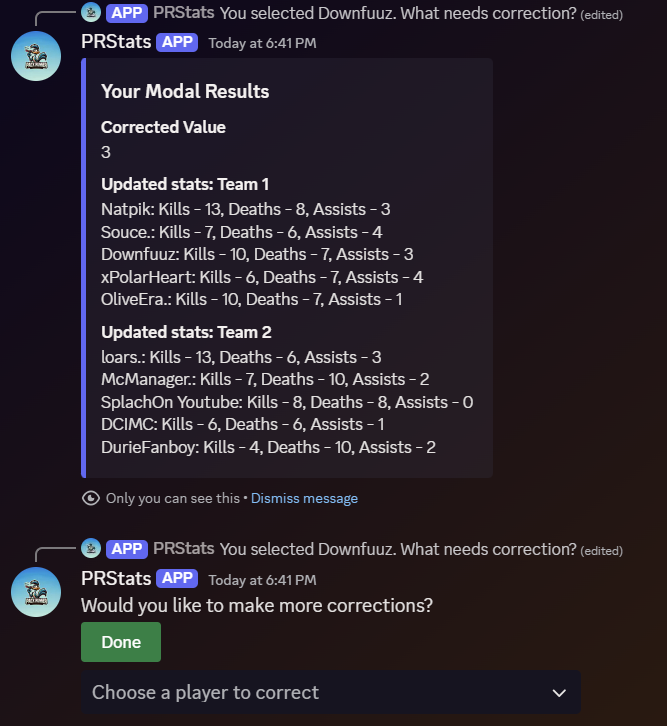 APP PRStats You selected Downfuuz. What needs correction? (edited)
PRStats APP Today at 6:41 PM
Your Modal Results
Corrected Value
3
Updated stats: Team 1
Natpik: Kills - 13, Deaths - 8, Assists - 3
Souce.: Kills - 7, Deaths - 6, Assists - 4
Downfuuz: Kills - 10, Deaths - 7, Assists - 3
xPolarHeart: Kills - 6, Deaths - 7, Assists - 4
OliveEra.: Kills - 10, Deaths - 7, Assists - 1
Updated stats: Team 2
loars.: Kills - 13, Deaths - 6, Assists - 3
McManager.: Kills - 7, Deaths - 10, Assists - 2
SplachOn Youtube: Kills - 8, Deaths - 8, Assists - 0
DCIMC: Kills - 6, Deaths - 6, Assists - 1
DurieFanboy: Kills - 4, Deaths - 10, Assists - 2
Only you can see this • Dismiss message
APP PRStats You selected Downfuuz. What needs correction? (edited)
PRStats APP Today at 6:41 PM
Would you like to make more corrections?
Done
Choose a player to correct